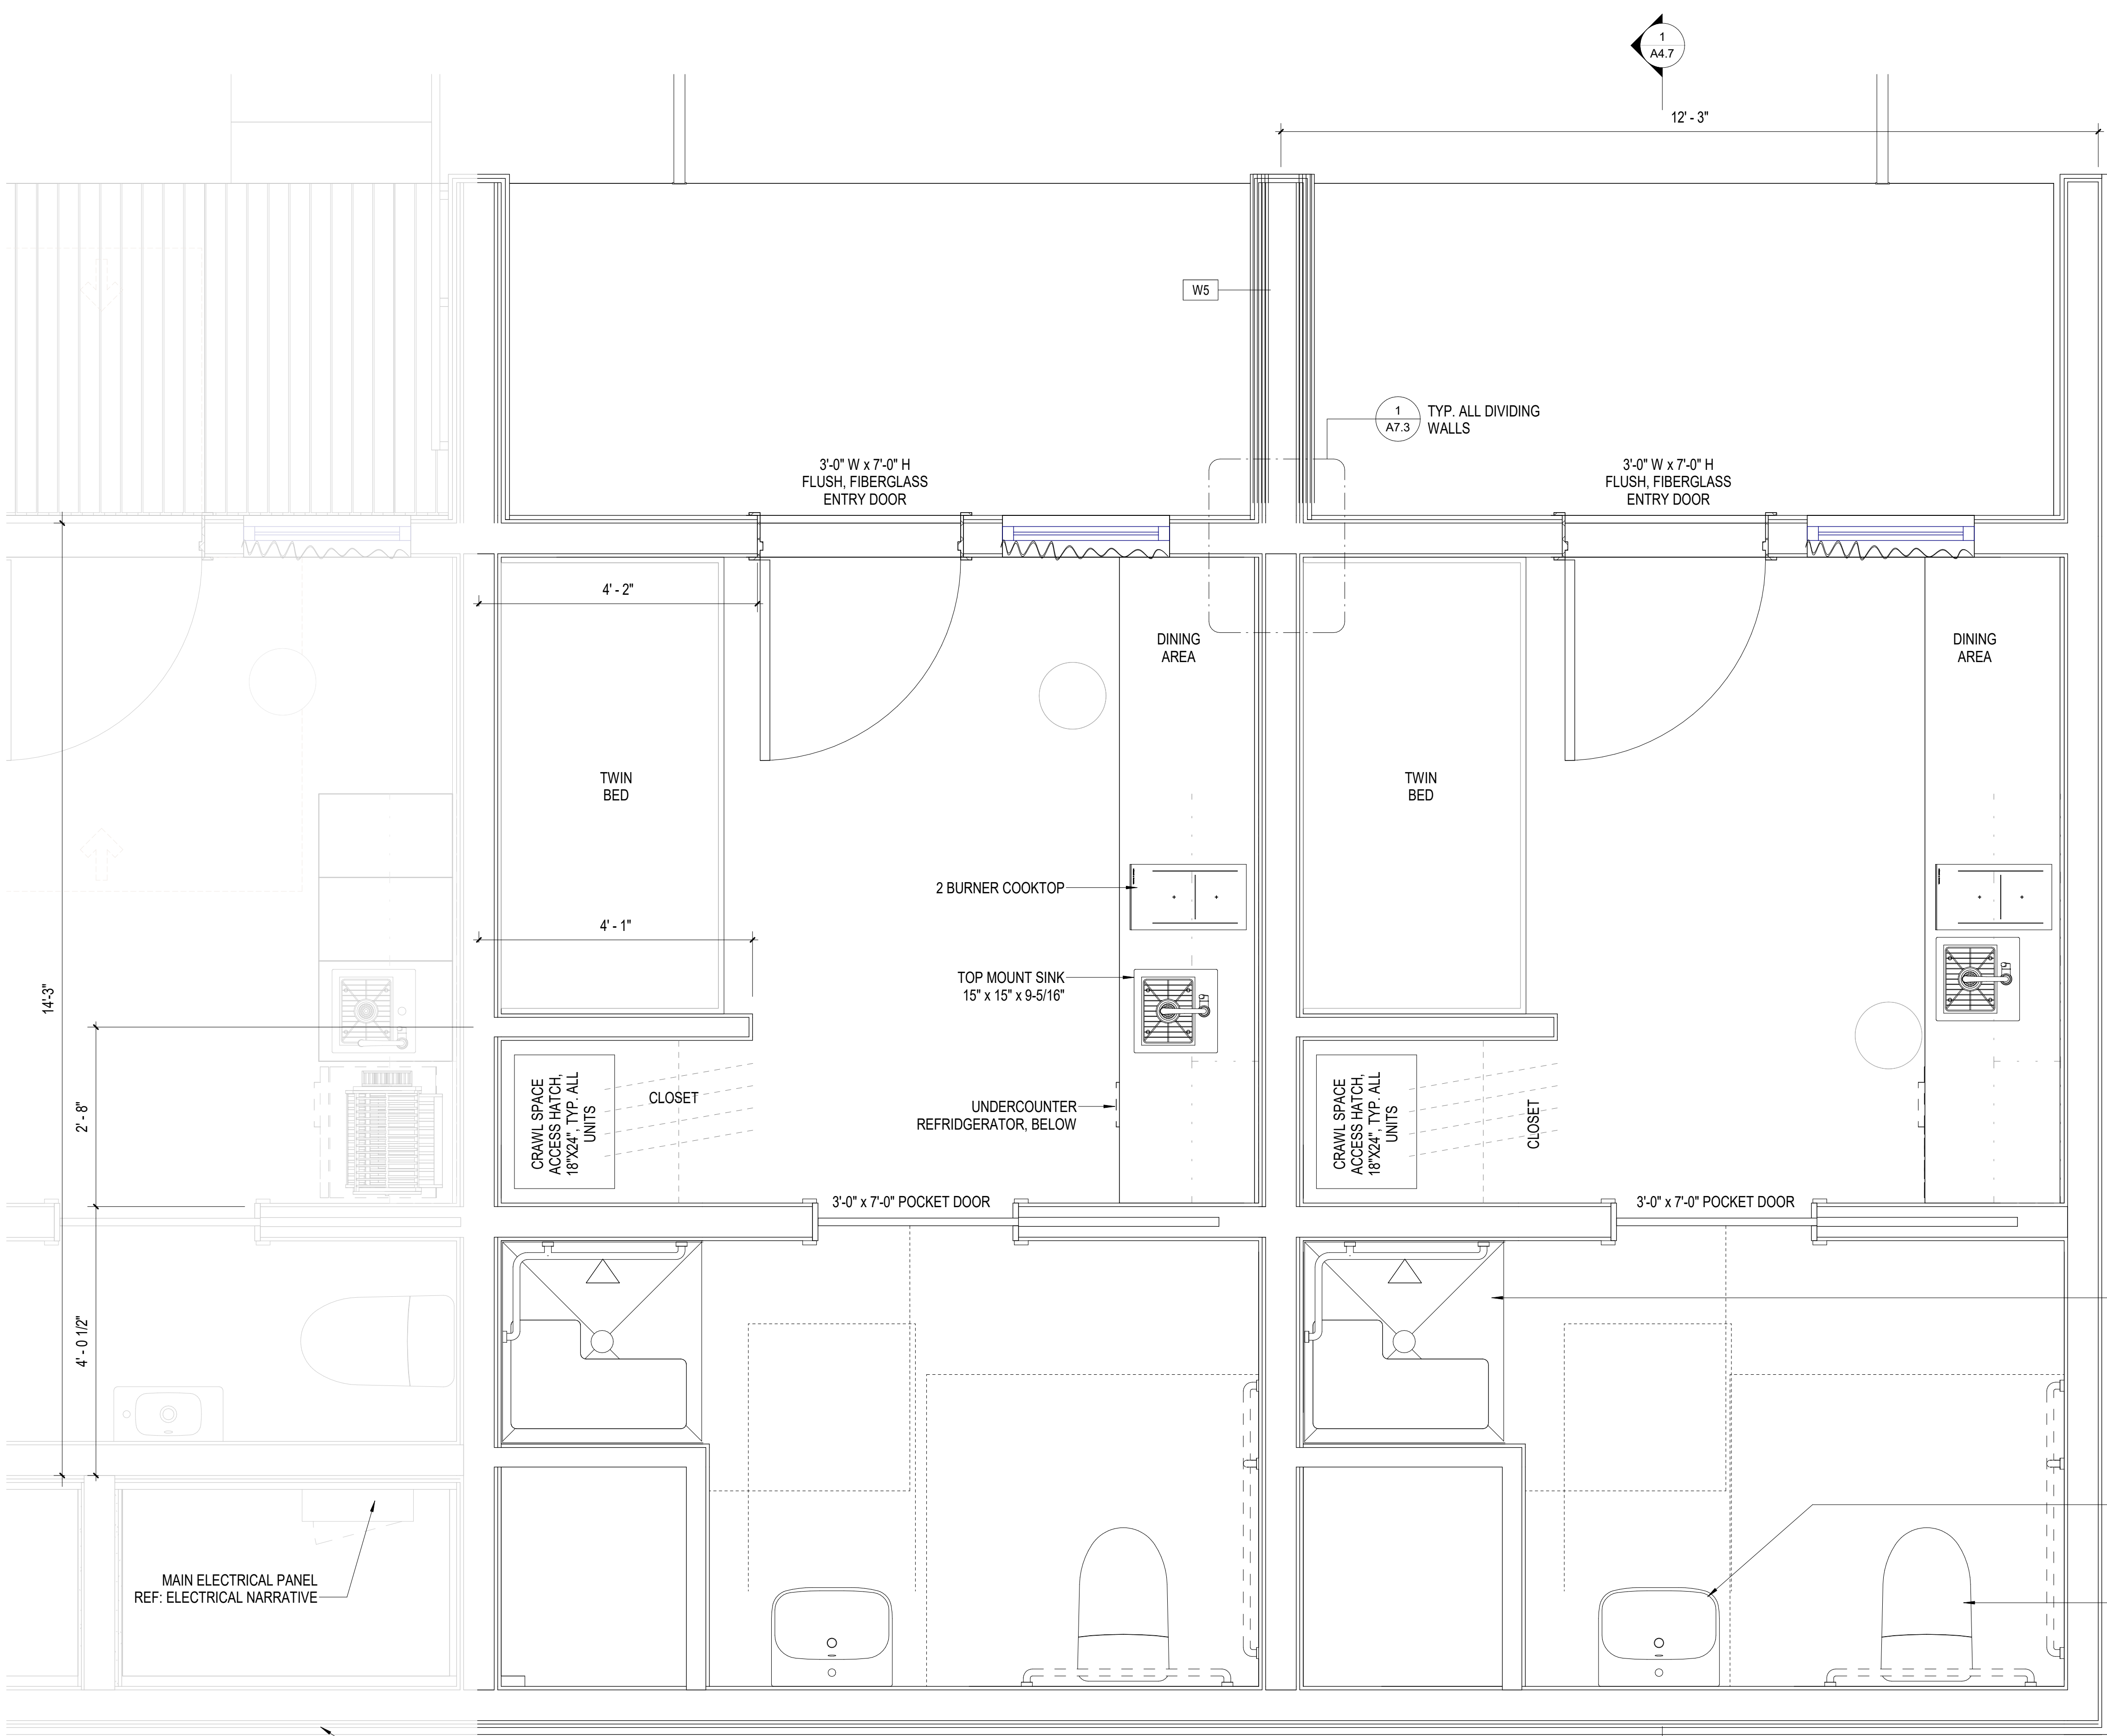 1
A4.7
12' - 3"
W5
1
A7.3
TYP. ALL DIVIDING
WALLS
3'-0" W x 7'-0" H
FLUSH, FIBERGLASS
ENTRY DOOR
3'-0" W x 7'-0" H
FLUSH, FIBERGLASS
ENTRY DOOR
4' - 2"
DINING
AREA
DINING
AREA
TWIN
BED
TWIN
BED
2 BURNER COOKTOP
4' - 1"
TOP MOUNT SINK
15" x 15" x 9-5/16"
14'-3"
2' - 8"
CRAWL SPACE
ACCESS HATCH,
18"X24", TYP. ALL
UNITS
CLOSET
UNDERCOUNTER
REFRIDGERATOR, BELOW
CRAWL SPACE
ACCESS HATCH,
18"X24", TYP. ALL
UNITS
CLOSET
3'-0" x 7'-0" POCKET DOOR
3'-0" x 7'-0" POCKET DOOR
4' - 0 1/2"
MAIN ELECTRICAL PANEL
REF: ELECTRICAL NARRATIVE